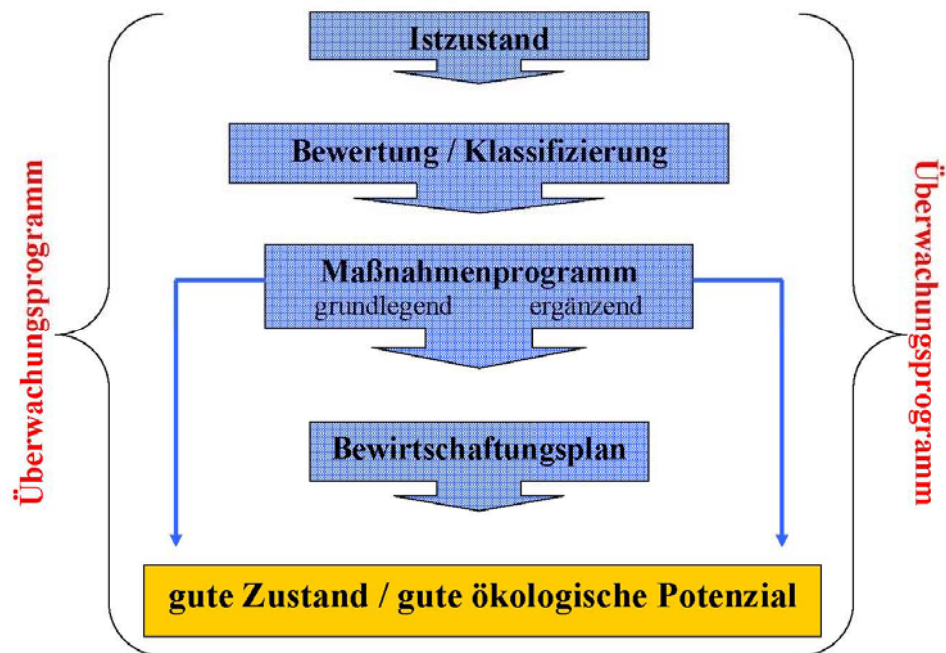 Istzustand
Bewertung / Klassifizierung
Maßnahmenprogramm
grundlegend ergänzend
Bewirtschaftungsplan
gute Zustand / gute ökologische Potenzial
Überwachungsprogramm
Überwachungsprogramm